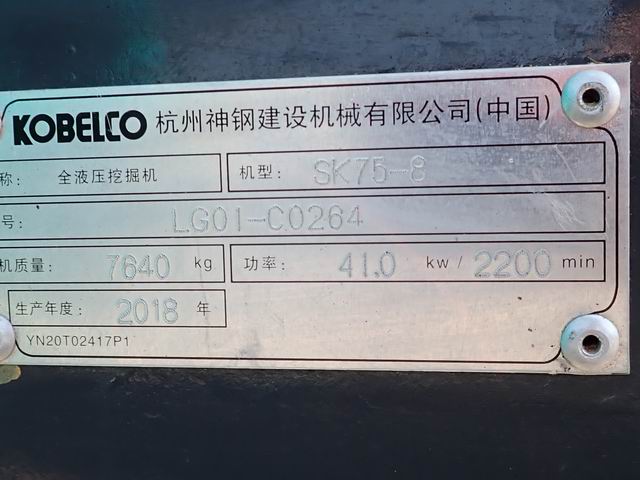 KOBELCO 杭州神钢建设机械有限公司(中国)
称: 全液压挖掘机 机型: SK75-8
号: LG01-C0264
机质量: 7640 kg 功率: 41.0 kw / 2200 min
生产年度: 2018 年
YN20T02417P1